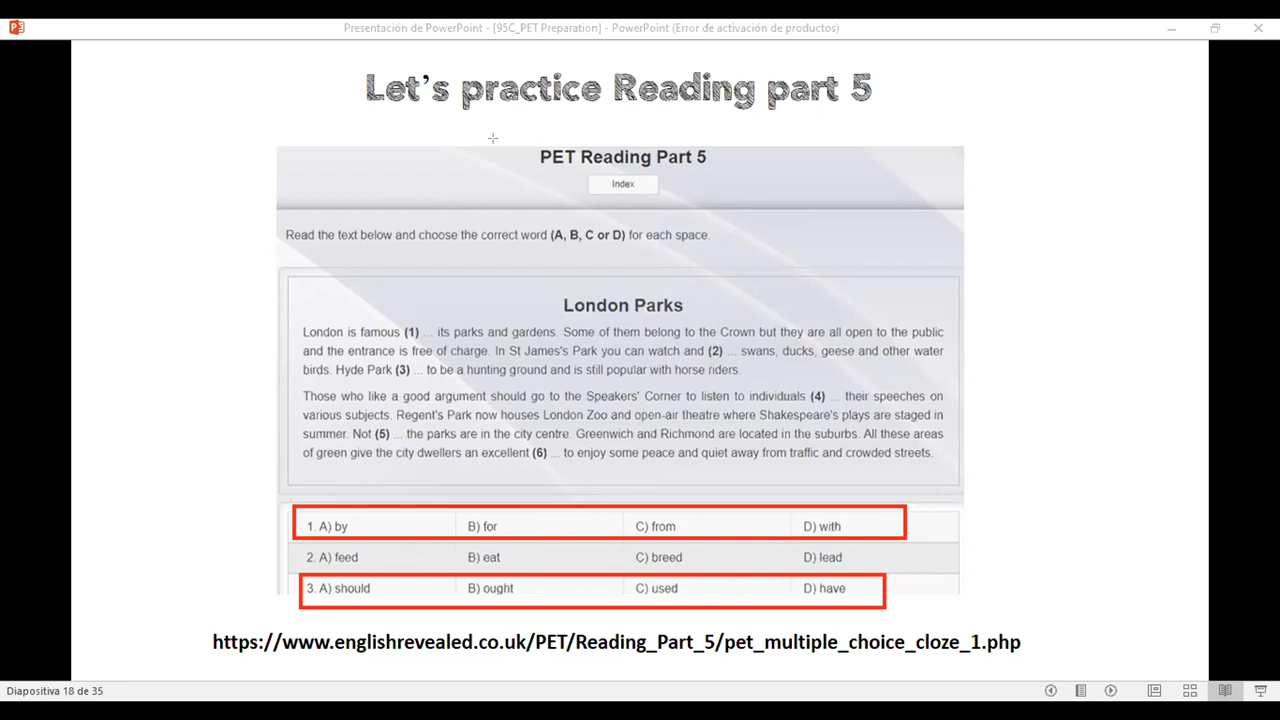 Presentación de PowerPoint - [95C_PET Preparation] - PowerPoint (Error de activación de productos)
Let's practice Reading part 5
PET Reading Part 5
Index
Read the text below and choose the correct word (A, B, C or D) for each space.
London Parks
London is famous (1) ... its parks and gardens. Some of them belong to the Crown but they are all open to the public
and the entrance is free of charge. In St James's Park you can watch and (2) ... swans, ducks, geese and other water
birds. Hyde Park (3) ... to be a hunting ground and is still popular with horse riders.
Those who like a good argument should go to the Speakers' Corner to listen to individuals (4) ... their speeches on
various subjects. Regent's Park now houses London Zoo and open-air theatre where Shakespeare's plays are staged in
summer. Not (5) ... the parks are in the city centre. Greenwich and Richmond are located in the suburbs. All these areas
of green give the city dwellers an excellent (6) ... to enjoy some peace and quiet away from traffic and crowded streets.
1. A) by B) for C) from D) with
2. A) feed B) eat C) breed D) lead
3. A) should B) ought C) used D) have
https://www.englishrevealed.co.uk/PET/Reading_Part_5/pet_multiple_choice_cloze_1.php
Diapositiva 18 de 35